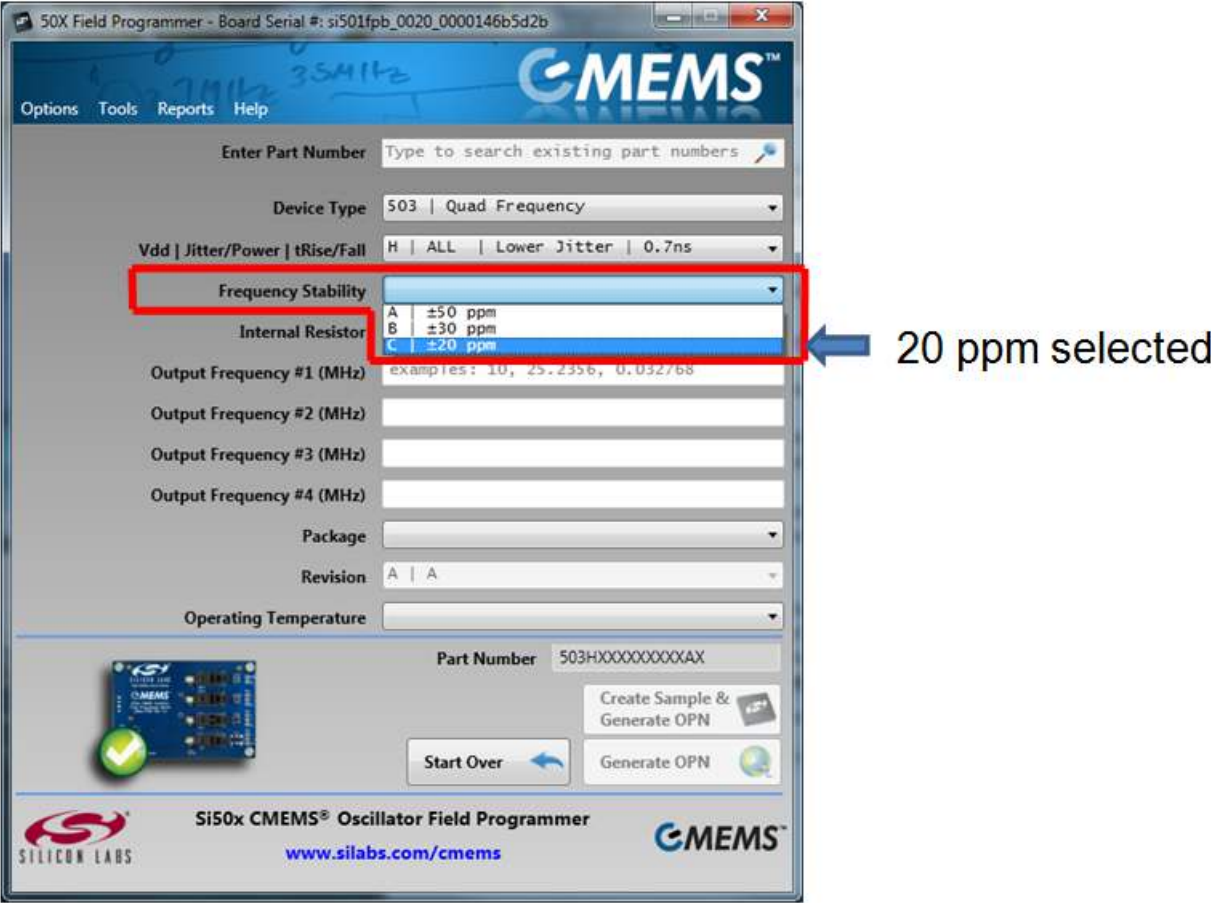 50X Field Programmer - Board Serial #: si501fpb_0020_0000146b5d2b
CMEMS™
Options Tools Reports Help
Enter Part Number Type to search existing part numbers
Device Type 503 | Quad Frequency
Vdd | Jitter/Power | tRise/Fall H | ALL | Lower Jitter | 0.7ns
Frequency Stability
A | ±50 ppm
Internal Resistor B | ±30 ppm
C | ±20 ppm
20 ppm selected
Output Frequency #1 (MHz) examples: 10, 25.2356, 0.032768
Output Frequency #2 (MHz)
Output Frequency #3 (MHz)
Output Frequency #4 (MHz)
Package
Revision A | A
Operating Temperature
Part Number 503HXXXXXXXXXAX
Create Sample &
Generate OPN
Start Over Generate OPN
Si50x CMEMS® Oscillator Field Programmer
www.silabs.com/cmems
SILICON LABS
CMEMS